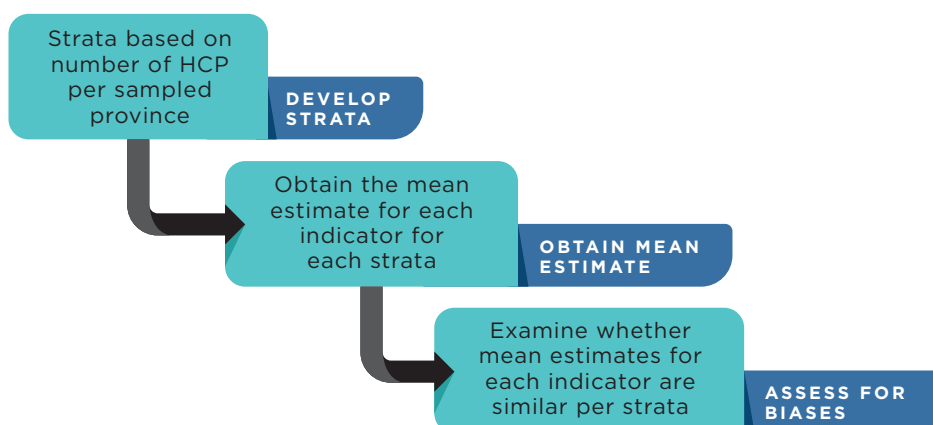 Strata based on
number of HCP
per sampled
province
DEVELOP
STRATA
Obtain the mean
estimate for each
indicator for
each strata
OBTAIN MEAN
ESTIMATE
Examine whether
mean estimates for
each indicator are
similar per strata
ASSESS FOR
BIASES